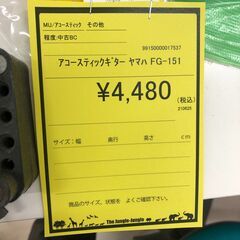 MIJ/アコースティック その他
程度:中古BC
99150000017537
アコースティックギター ヤマハ FG-151
¥4,480
(税込)
210625
サイズ:幅 奥行 高さ cm
商品のサイズ、状態を よくご確認下さい。
The Jungle-Jungle